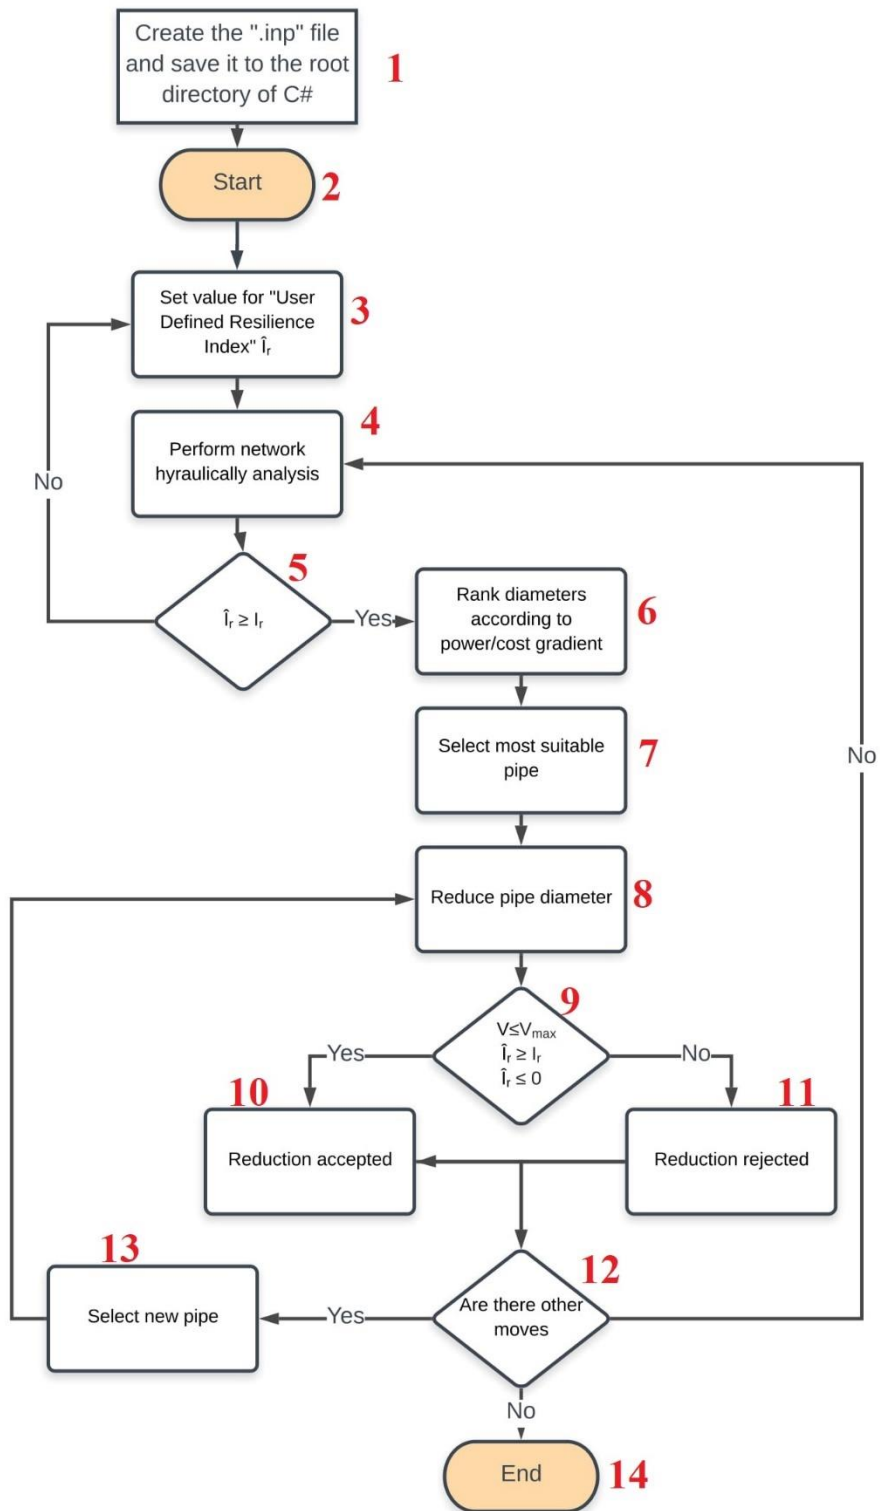 Create the ".inp" file
and save it to the root
directory of C#
1
Start
2
Set value for "User
Defined Resilience
Index" Îᵣ
3
4
Perform network
hyraulically analysis
No
5
Îᵣ ≥ Iᵣ
Yes
Rank diameters
according to
power/cost gradient
6
Select most suitable
pipe
7
No
Reduce pipe diameter
8
9
V≤Vmax
Îᵣ ≥ Iᵣ
Îᵣ ≤ 0
Yes
No
10
Reduction accepted
11
Reduction rejected
12
Are there other
moves
13
Select new pipe
Yes
No
End
14